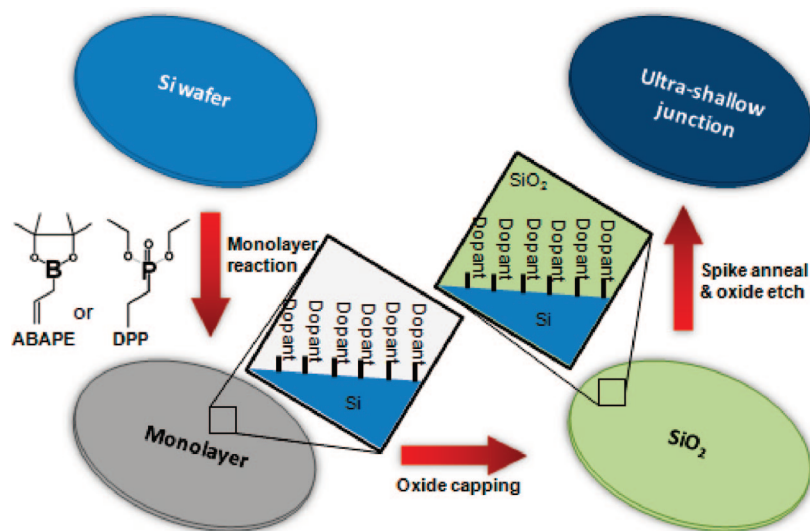 Si wafer
Ultra-shallow
junction
SiO2
Dopant
Dopant
Dopant
Dopant
Dopant
Dopant
Si
B
O
O
O
P
O
O
ABAPE
or
DPP
Monolayer
reaction
Dopant
Dopant
Dopant
Dopant
Dopant
Dopant
Si
Spike anneal
& oxide etch
Monolayer
Oxide capping
SiO2